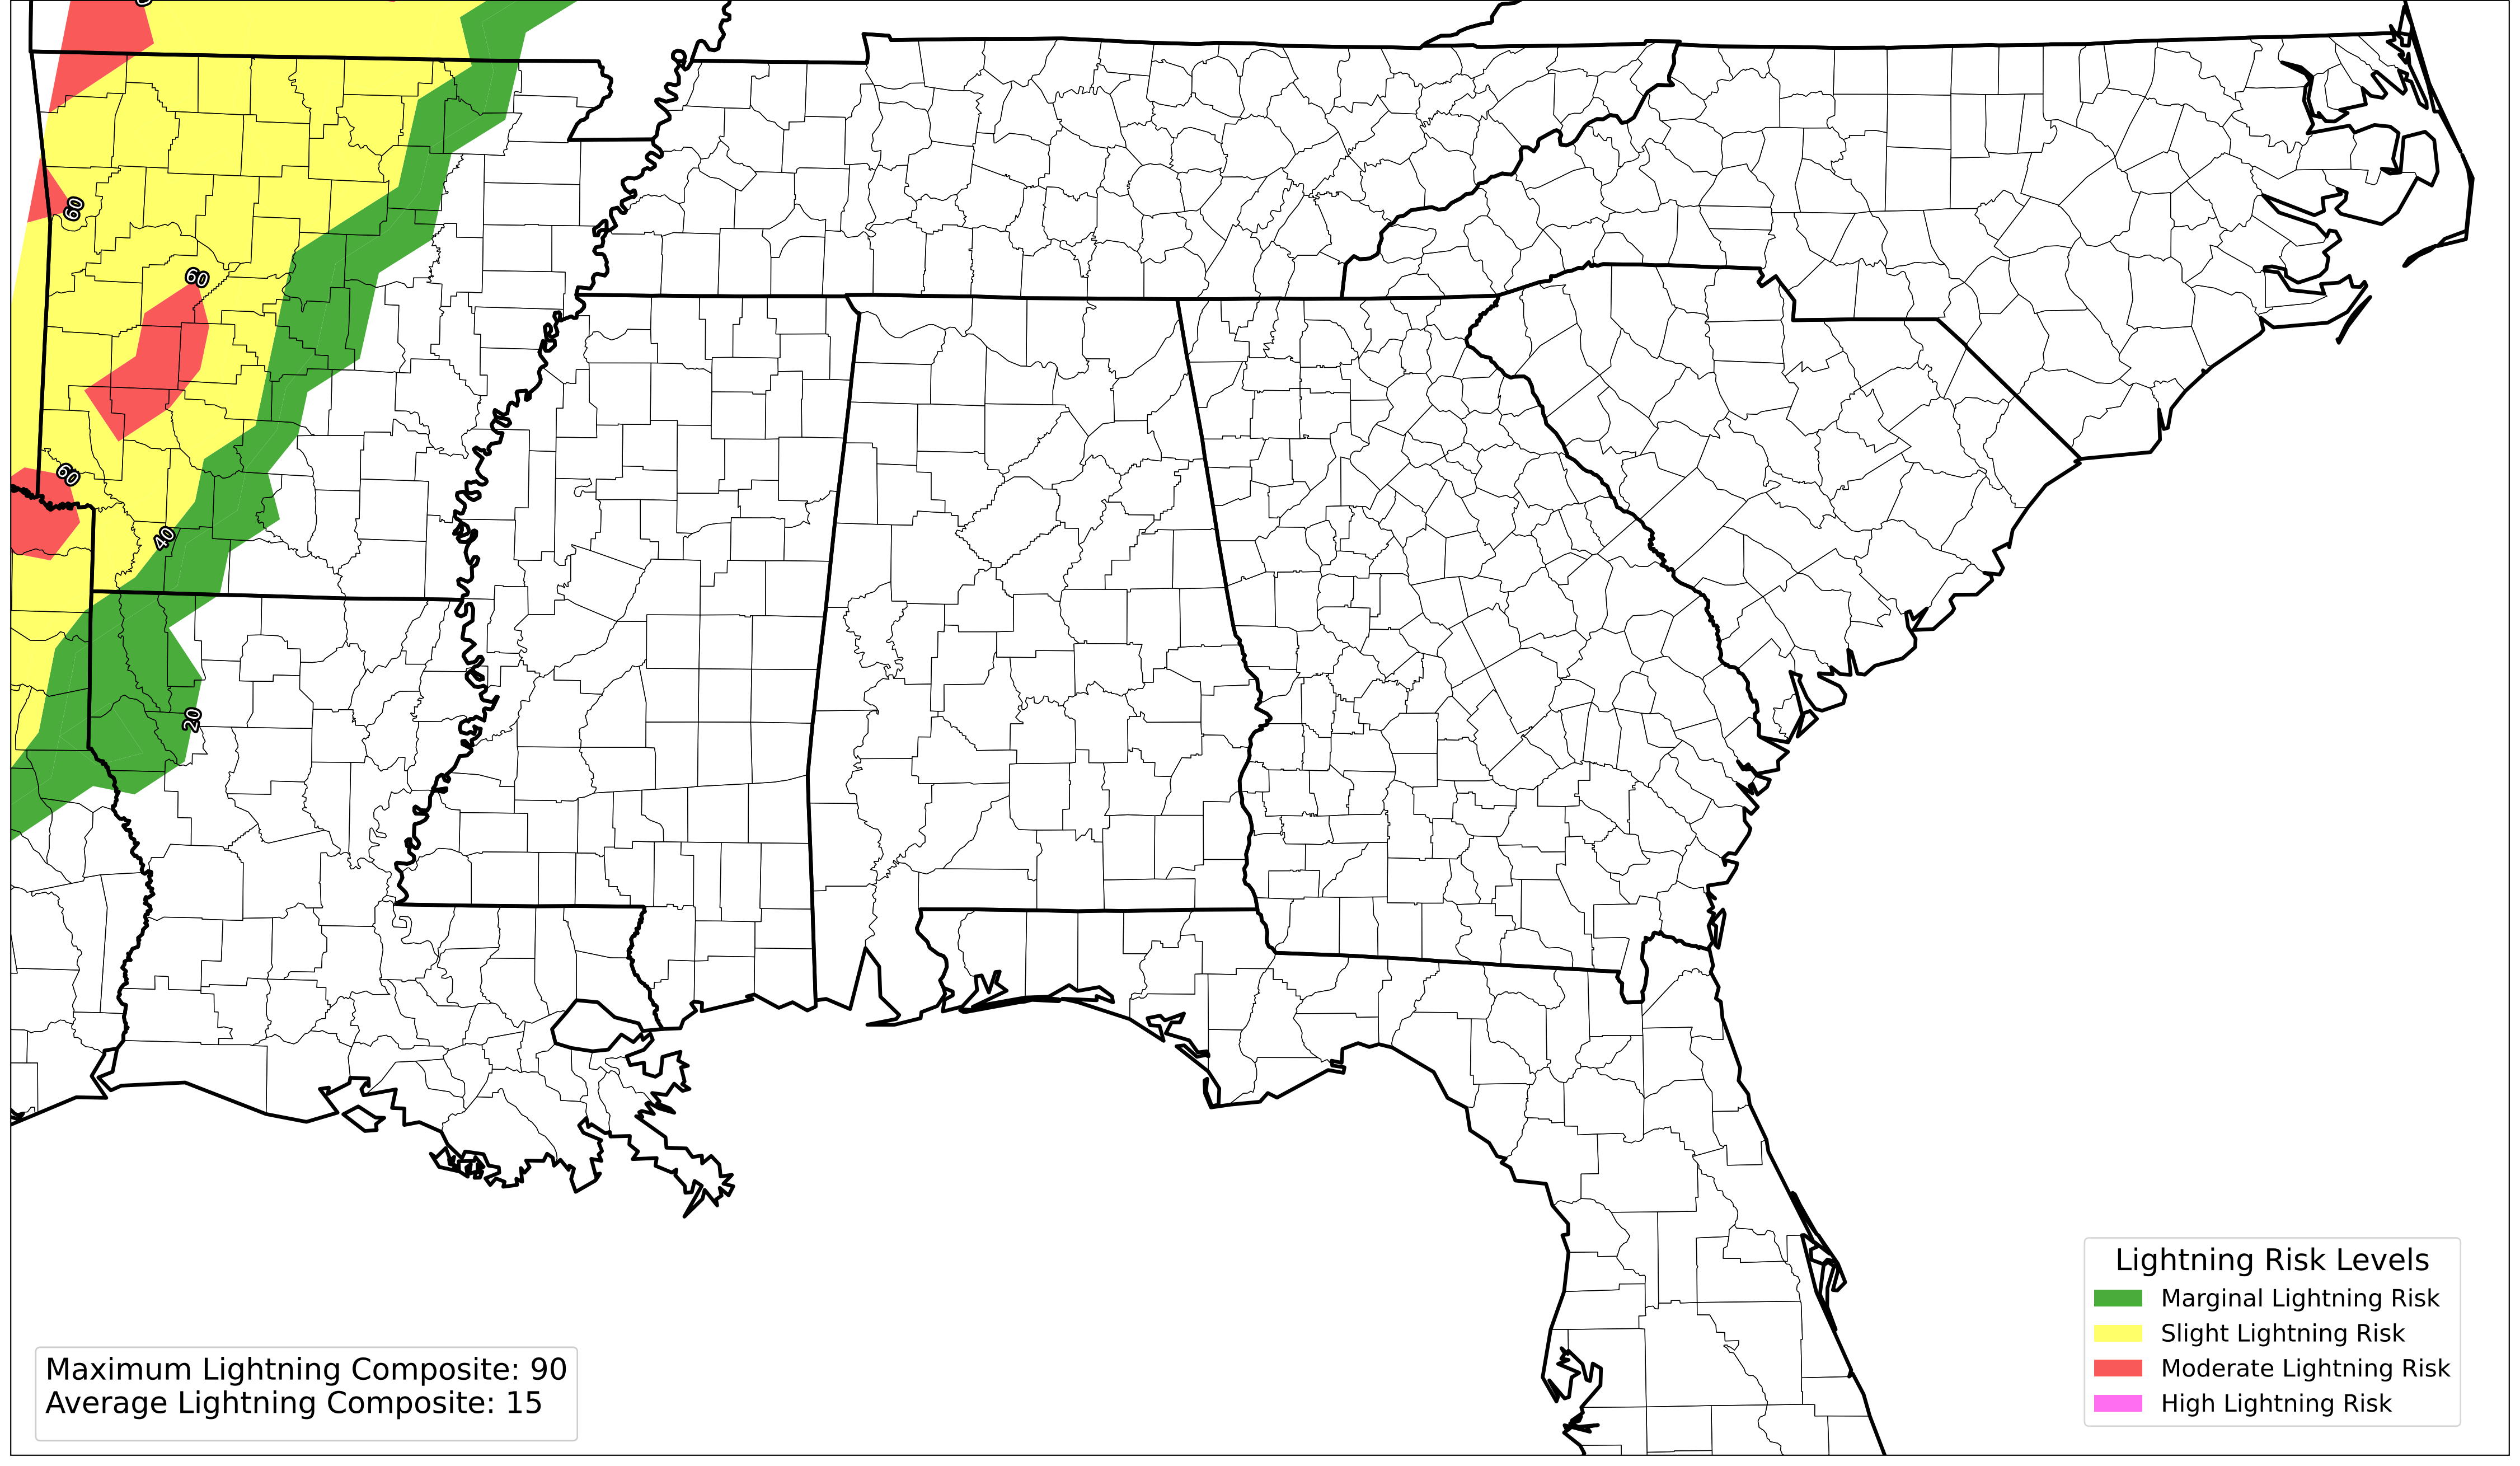 60
60
60
40
20
Lightning Risk Levels
Marginal Lightning Risk
Slight Lightning Risk
Moderate Lightning Risk
High Lightning Risk
Maximum Lightning Composite: 90
Average Lightning Composite: 15